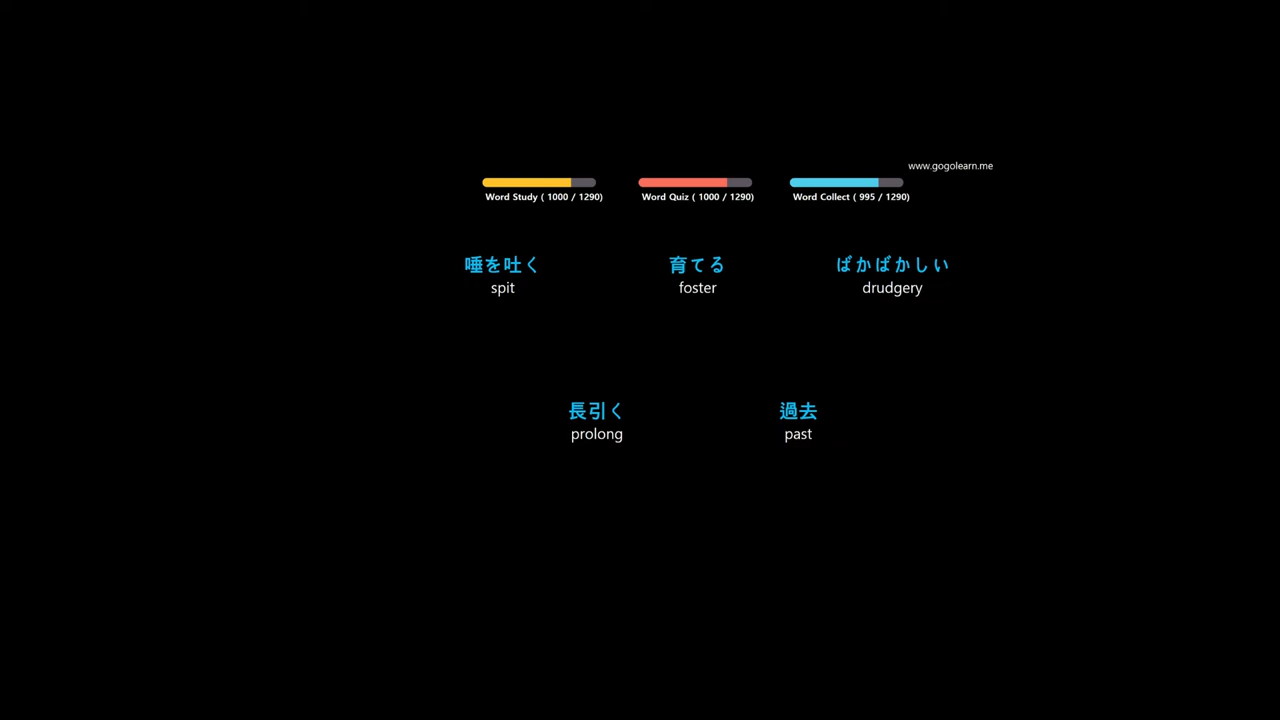 www.gogolearn.me
Word Study ( 1000 / 1290)
Word Quiz ( 1000 / 1290)
Word Collect ( 995 / 1290)
唾を吐く
spit
育てる
foster
ばかばかしい
drudgery
長引く
prolong
過去
past